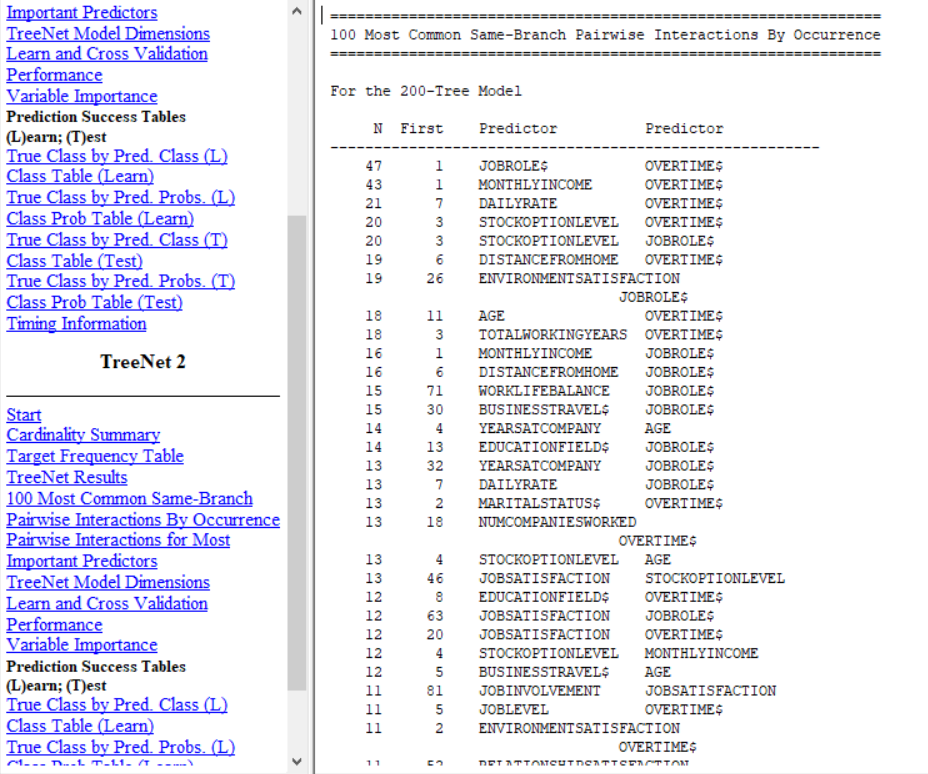 Important Predictors
TreeNet Model Dimensions
Learn and Cross Validation
Performance
Variable Importance
Prediction Success Tables
(L)earn; (T)est
True Class by Pred. Class (L)
Class Table (Learn)
True Class by Pred. Probs. (L)
Class Prob Table (Learn)
True Class by Pred. Class (T)
Class Table (Test)
True Class by Pred. Probs. (T)
Class Prob Table (Test)
Timing Information
TreeNet 2
Start
Cardinality Summary
Target Frequency Table
TreeNet Results
100 Most Common Same-Branch
Pairwise Interactions By Occurrence
Pairwise Interactions for Most
Important Predictors
TreeNet Model Dimensions
Learn and Cross Validation
Performance
Variable Importance
Prediction Success Tables
(L)earn; (T)est
True Class by Pred. Class (L)
Class Table (Learn)
True Class by Pred. Probs. (L)
Class Prob Table (Learn)
====================================================================
100 Most Common Same-Branch Pairwise Interactions By Occurrence
====================================================================
For the 200-Tree Model
N First Predictor Predictor
------------------------------------------------------------
47 1 JOBROLE$ OVERTIME$
43 1 MONTHLYINCOME OVERTIME$
21 7 DAILYRATE OVERTIME$
20 3 STOCKOPTIONLEVEL OVERTIME$
20 3 STOCKOPTIONLEVEL JOBROLE$
19 6 DISTANCEFROMHOME OVERTIME$
19 26 ENVIRONMENTSATISFACTION
JOBROLE$
18 11 AGE OVERTIME$
18 3 TOTALWORKINGYEARS OVERTIME$
16 1 MONTHLYINCOME JOBROLE$
16 6 DISTANCEFROMHOME JOBROLE$
15 71 WORKLIFEBALANCE JOBROLE$
15 30 BUSINESSTRAVEL$ JOBROLE$
14 4 YEARSATCOMPANY AGE
14 13 EDUCATIONFIELD$ JOBROLE$
13 32 YEARSATCOMPANY JOBROLE$
13 7 DAILYRATE JOBROLE$
13 2 MARITALSTATUS$ OVERTIME$
13 18 NUMCOMPANIESWORKED
OVERTIME$
13 4 STOCKOPTIONLEVEL AGE
13 46 JOBSATISFACTION STOCKOPTIONLEVEL
12 8 EDUCATIONFIELD$ OVERTIME$
12 63 JOBSATISFACTION JOBROLE$
12 20 JOBSATISFACTION OVERTIME$
12 4 STOCKOPTIONLEVEL MONTHLYINCOME
12 5 BUSINESSTRAVEL$ AGE
11 81 JOBINVOLVEMENT JOBSATISFACTION
11 5 JOBLEVEL OVERTIME$
11 2 ENVIRONMENTSATISFACTION
OVERTIME$
11 52 RELATIONSHIPSATISFACTION